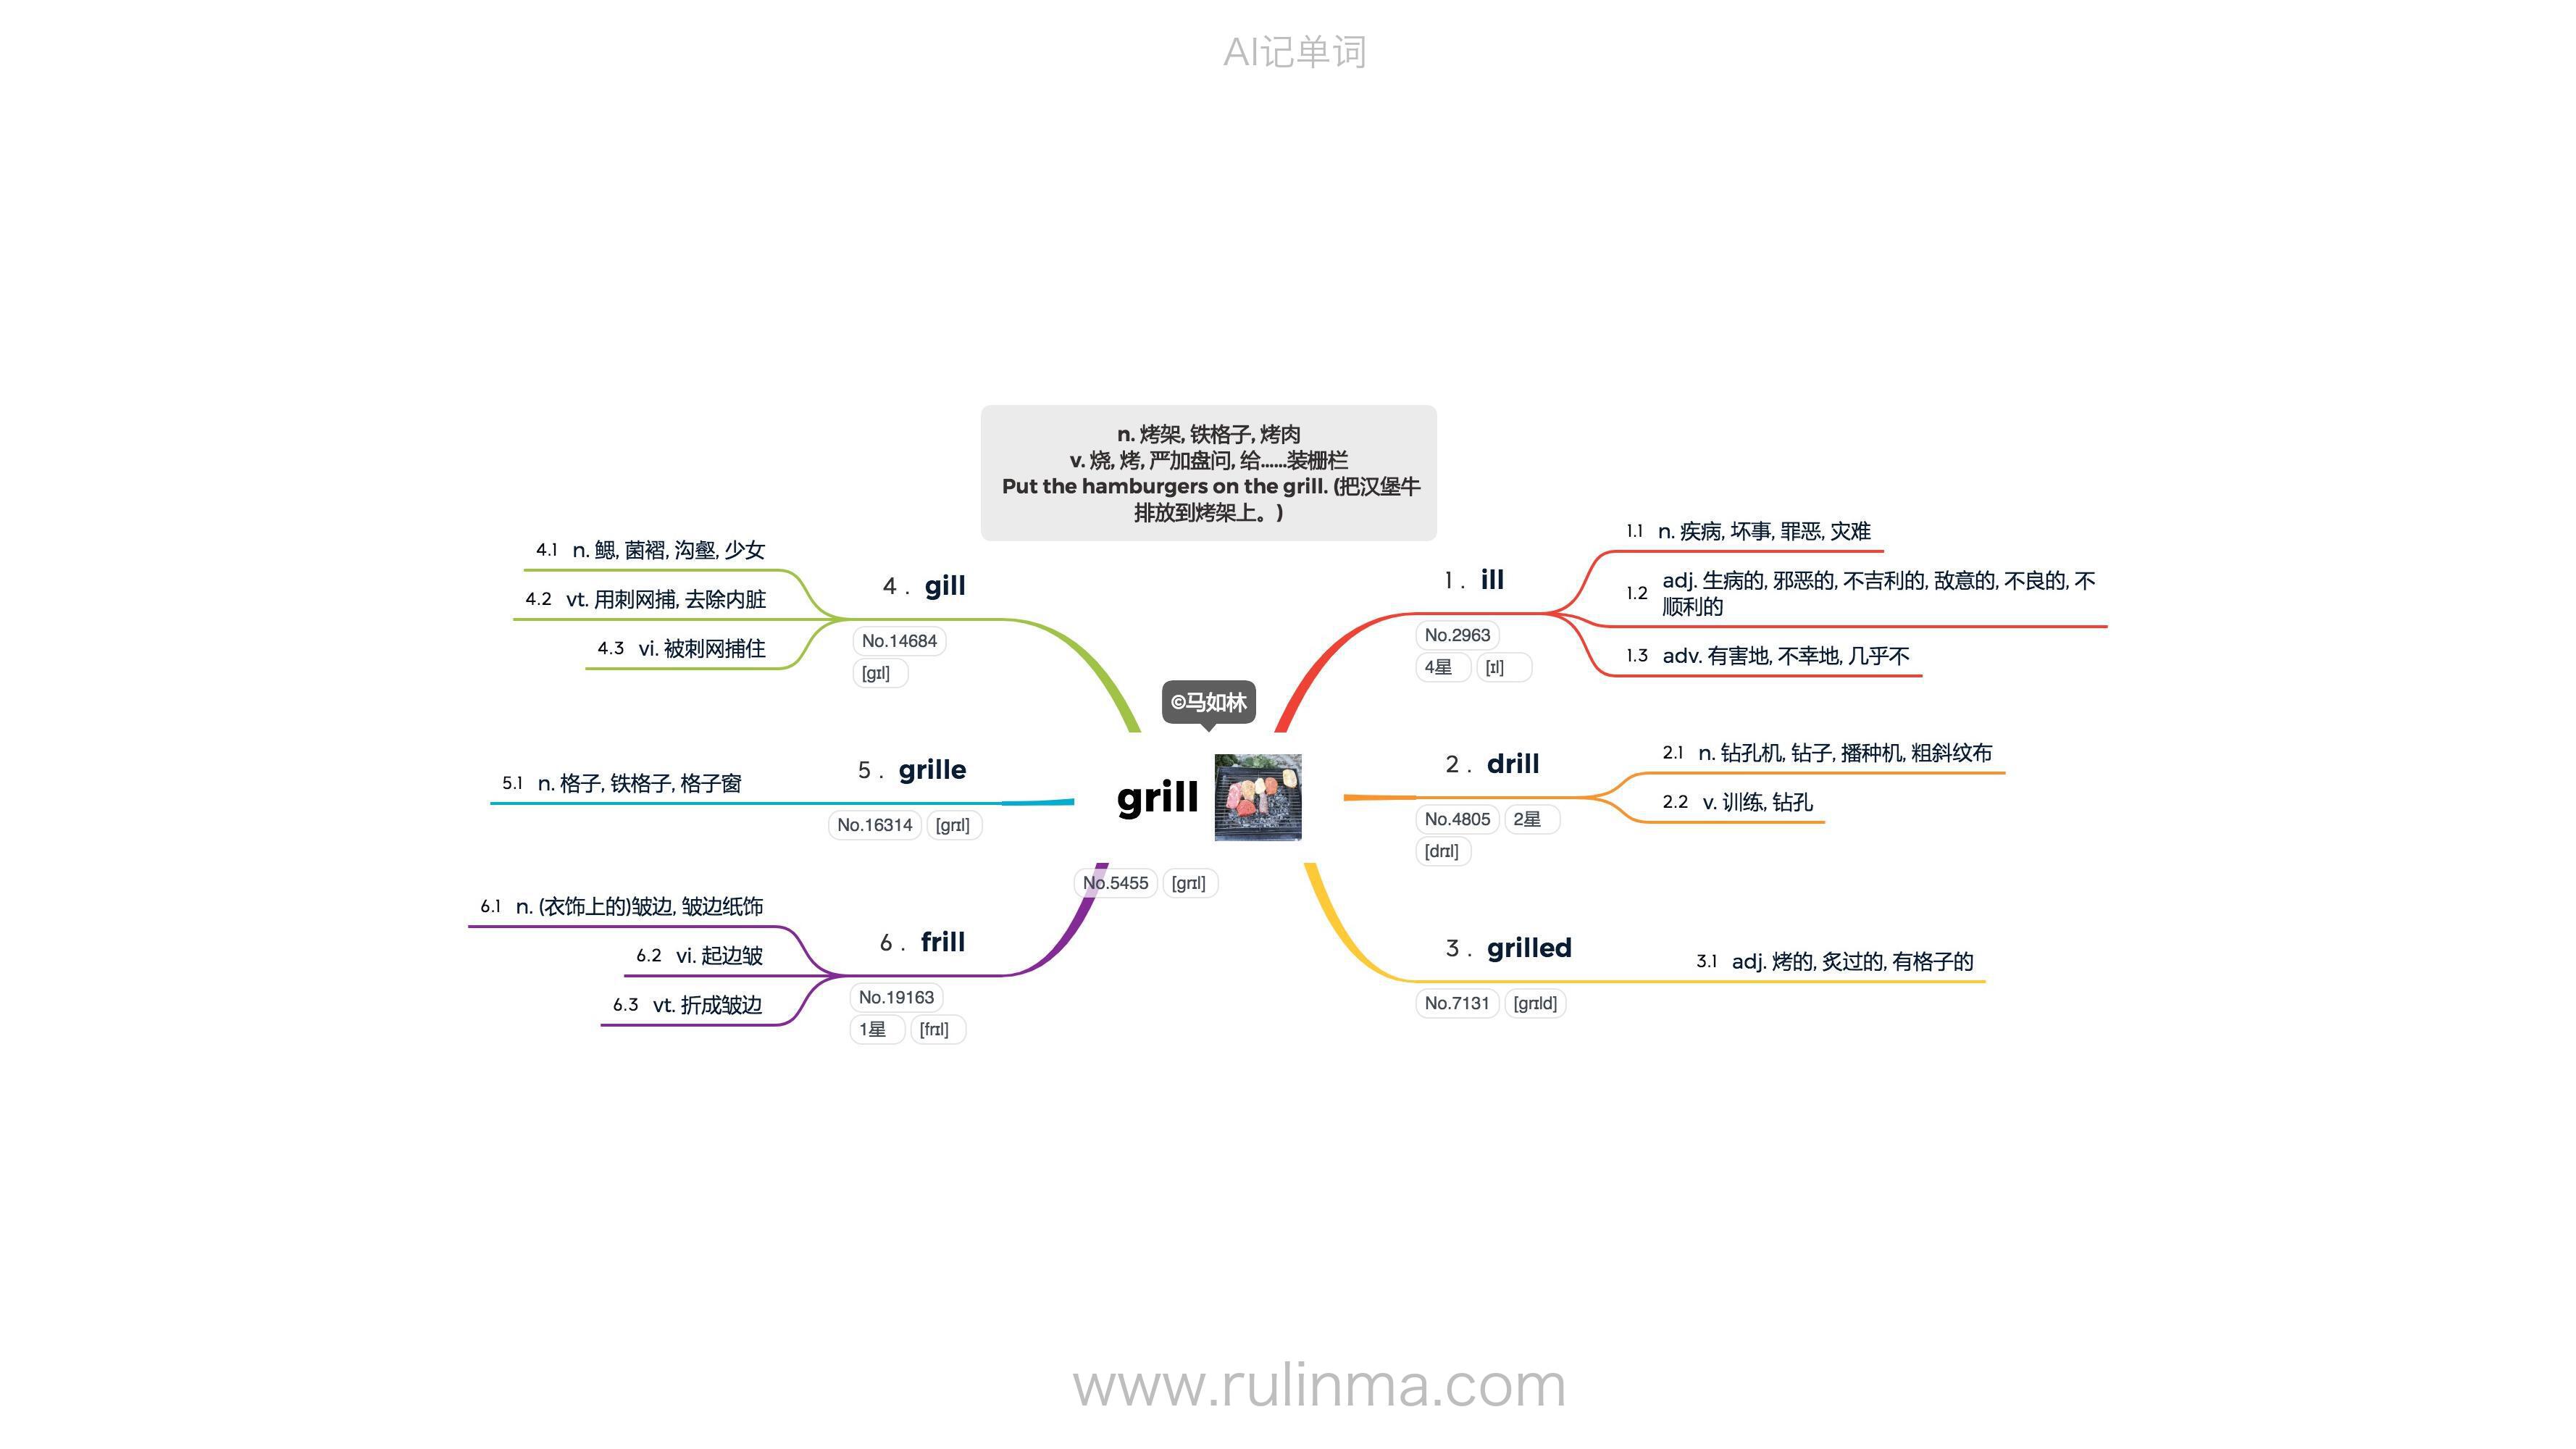 AI记单词
n. 烤架, 铁格子, 烤肉
v. 烧, 烤, 严加盘问, 给......装栅栏
Put the hamburgers on the grill. (把汉堡牛
排放到烤架上。)
©马如林
grill
No.5455 [grɪl]
1. ill
No.2963
4星 [ɪl]
1.1 n. 疾病, 坏事, 罪恶, 灾难
1.2 adj. 生病的, 邪恶的, 不吉利的, 敌意的, 不良的, 不
顺利的
1.3 adv. 有害地, 不幸地, 几乎不
2. drill
No.4805 2星
[drɪl]
2.1 n. 钻孔机, 钻子, 播种机, 粗斜纹布
2.2 v. 训练, 钻孔
3. grilled
No.7131 [grɪld]
3.1 adj. 烤的, 炙过的, 有格子的
4. gill
No.14684
[gɪl]
4.1 n. 鳃, 菌褶, 沟壑, 少女
4.2 vt. 用刺网捕, 去除内脏
4.3 vi. 被刺网捕住
5. grille
No.16314 [grɪl]
5.1 n. 格子, 铁格子, 格子窗
6. frill
No.19163
1星 [frɪl]
6.1 n. (衣饰上的)皱边, 皱边纸饰
6.2 vi. 起边皱
6.3 vt. 折成皱边
www.rulinma.com